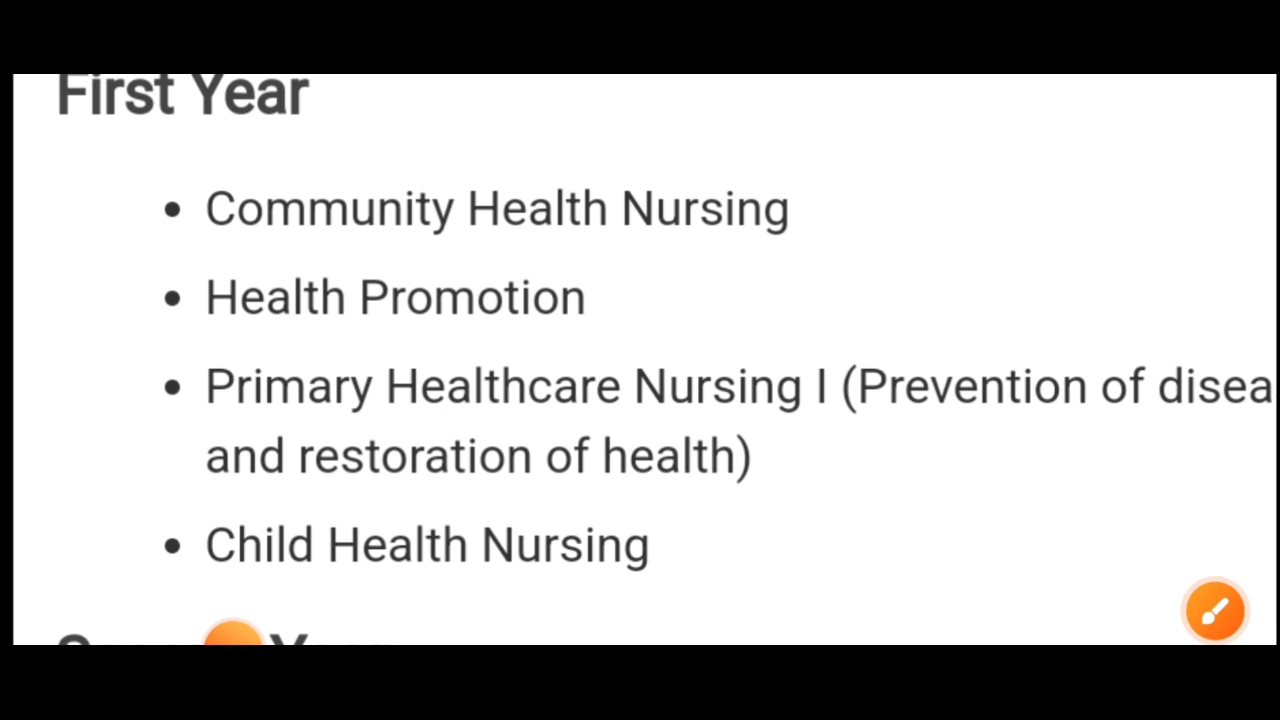 First Year
Community Health Nursing
Health Promotion
Primary Healthcare Nursing I (Prevention of disea
and restoration of health)
Child Health Nursing